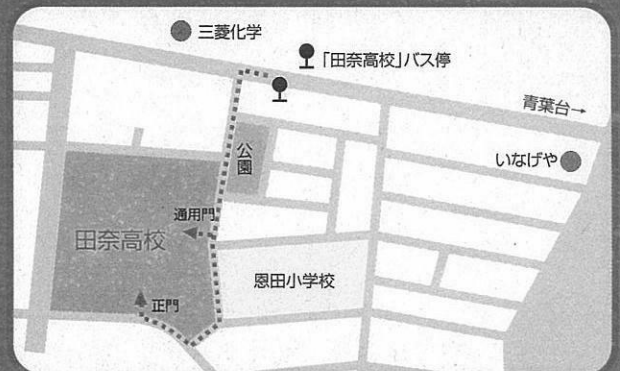 三菱化学
「田奈高校」バス停
青葉台→
いなげや
公園
通用門
田奈高校
恩田小学校
正門